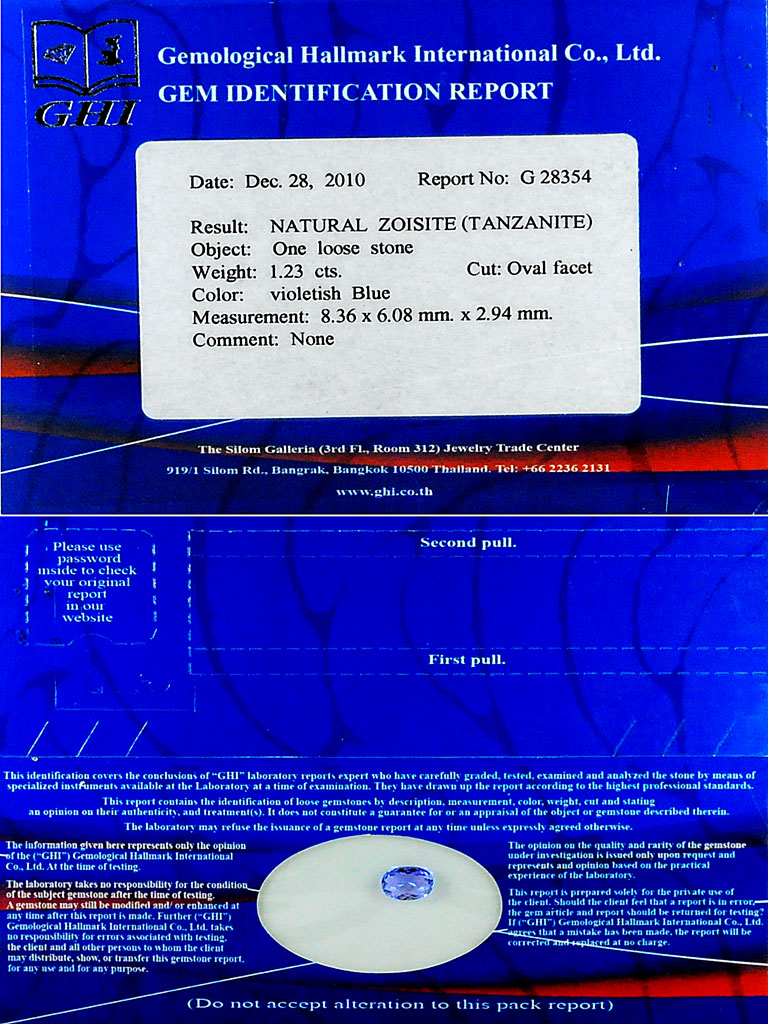 GHI
Gemological Hallmark International Co., Ltd.
GEM IDENTIFICATION REPORT
Date: Dec. 28, 2010 Report No: G 28354
Result: NATURAL ZOISITE (TANZANITE)
Object: One loose stone
Weight: 1.23 cts. Cut: Oval facet
Color: violetish Blue
Measurement: 8.36 x 6.08 mm. x 2.94 mm.
Comment: None
The Silom Galleria (3rd Fl., Room 312) Jewelry Trade Center
919/1 Silom Rd., Bangrak, Bangkok 10500 Thailand. Tel: +66 2236 2131
www.ghi.co.th
Please use
password
inside to check
your original
report
in our
website
Second pull.
First pull.
This identification covers the conclusions of “GHI” laboratory reports expert who have carefully graded, tested, examined and analyzed the stone by means of
specialized instruments available at the Laboratory at a time of examination. They have drawn up the report according to the highest professional standards.
This report contains the identification of loose gemstones by description, measurement, color, weight, cut and stating
an opinion on their authenticity, and treatment(s). It does not constitute a guarantee for or an appraisal of the object or gemstone described therein.
The laboratory may refuse the issuance of a gemstone report at any time unless expressly agreed otherwise.
The information given here represents only the opinion
of the (“GHI”) Gemological Hallmark International
Co., Ltd. At the time of testing.
The laboratory takes no responsibility for the condition
of the subject gemstone after the time of testing.
A gemstone may still be modified and/ or enhanced at
any time after this report is made. Further (“GHI”)
Gemological Hallmark International Co., Ltd. takes
no responsibility for errors associated with testing,
the client and all other persons to whom the client
may distribute, show, or transfer this gemstone report,
for any use and for any purpose.
The opinion on the quality and rarity of the gemstone
under investigation is issued only upon request and
represents and opinion based on the practical
experience of the laboratory.
This report is prepared solely for the private use of
the client. Should the client feel that a report is in error,
the gem article and report should be returned for testing?
If (“GHI”) Gemological Hallmark International Co., Ltd.
agrees that a mistake has been made, the report will be
corrected and replaced at no charge.
(Do not accept alteration to this pack report)